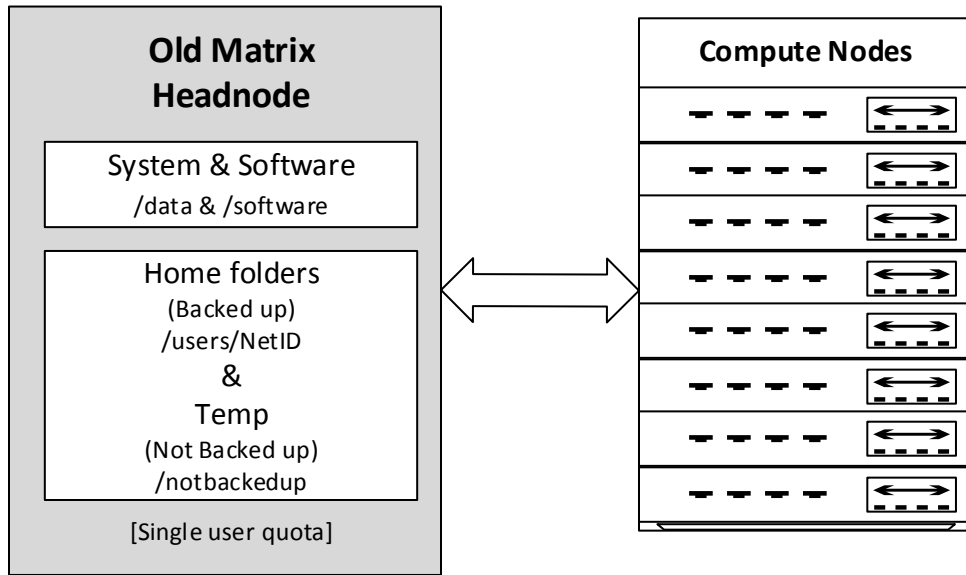 Old Matrix
Headnode
System & Software
/data & /software
Home folders
(Backed up)
/users/NetID
&
Temp
(Not Backed up)
/notbackedup
[Single user quota]
Compute Nodes